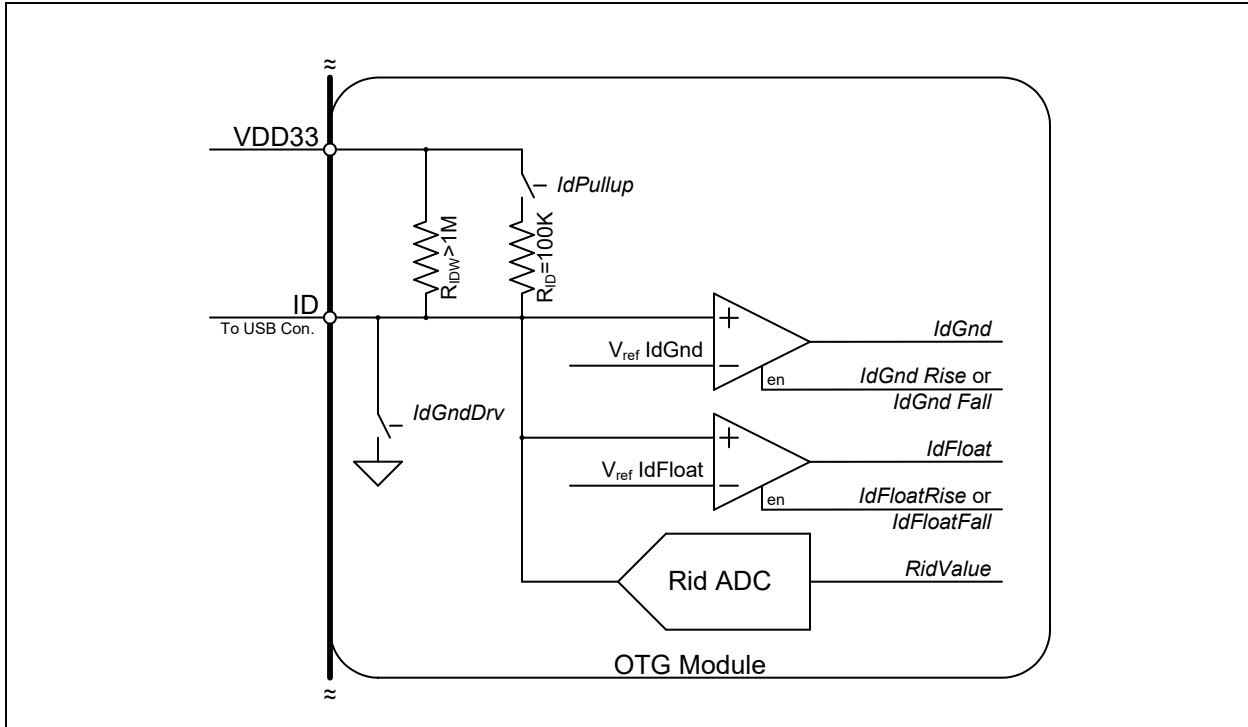 ≈
VDD33
IdPullup
R_IDW>1M
R_ID=100K
ID
To USB Con.
+
IdGnd
V_ref IdGnd
−
en
IdGnd Rise or
IdGnd Fall
IdGndDrv
+
IdFloat
V_ref IdFloat
−
en
IdFloatRise or
IdFloatFall
Rid ADC
RidValue
OTG Module
≈